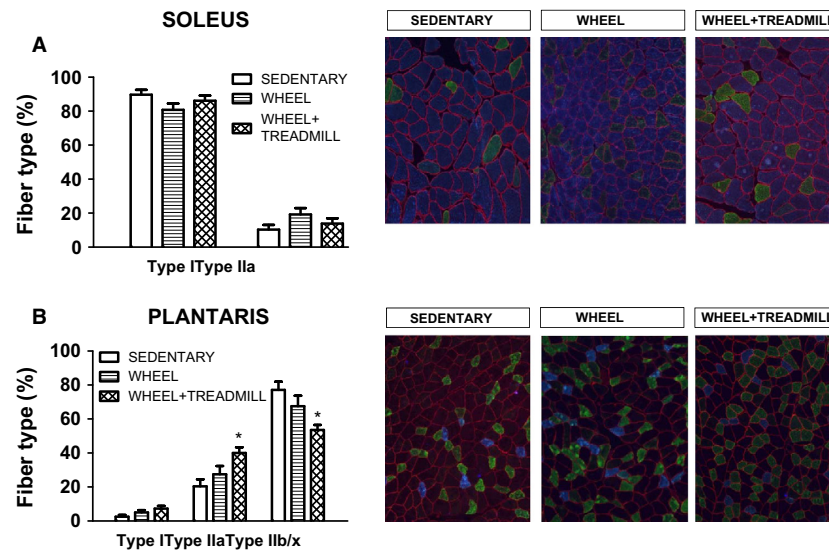 SOLEUS
A
Fiber type (%)
100
80
60
40
20
0
SEDENTARY
WHEEL
WHEEL+
TREADMILL
Type IType IIa
SEDENTARY
WHEEL
WHEEL+TREADMILL
B
PLANTARIS
Fiber type (%)
100
80
60
40
20
0
SEDENTARY
WHEEL
WHEEL+TREADMILL
*
*
Type IType IIaType IIb/x
SEDENTARY
WHEEL
WHEEL+TREADMILL